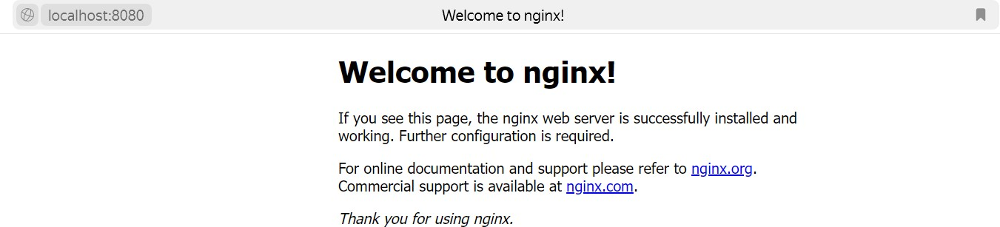 localhost:8080
Welcome to nginx!
Welcome to nginx!
If you see this page, the nginx web server is successfully installed and
working. Further configuration is required.
For online documentation and support please refer to nginx.org.
Commercial support is available at nginx.com.
Thank you for using nginx.